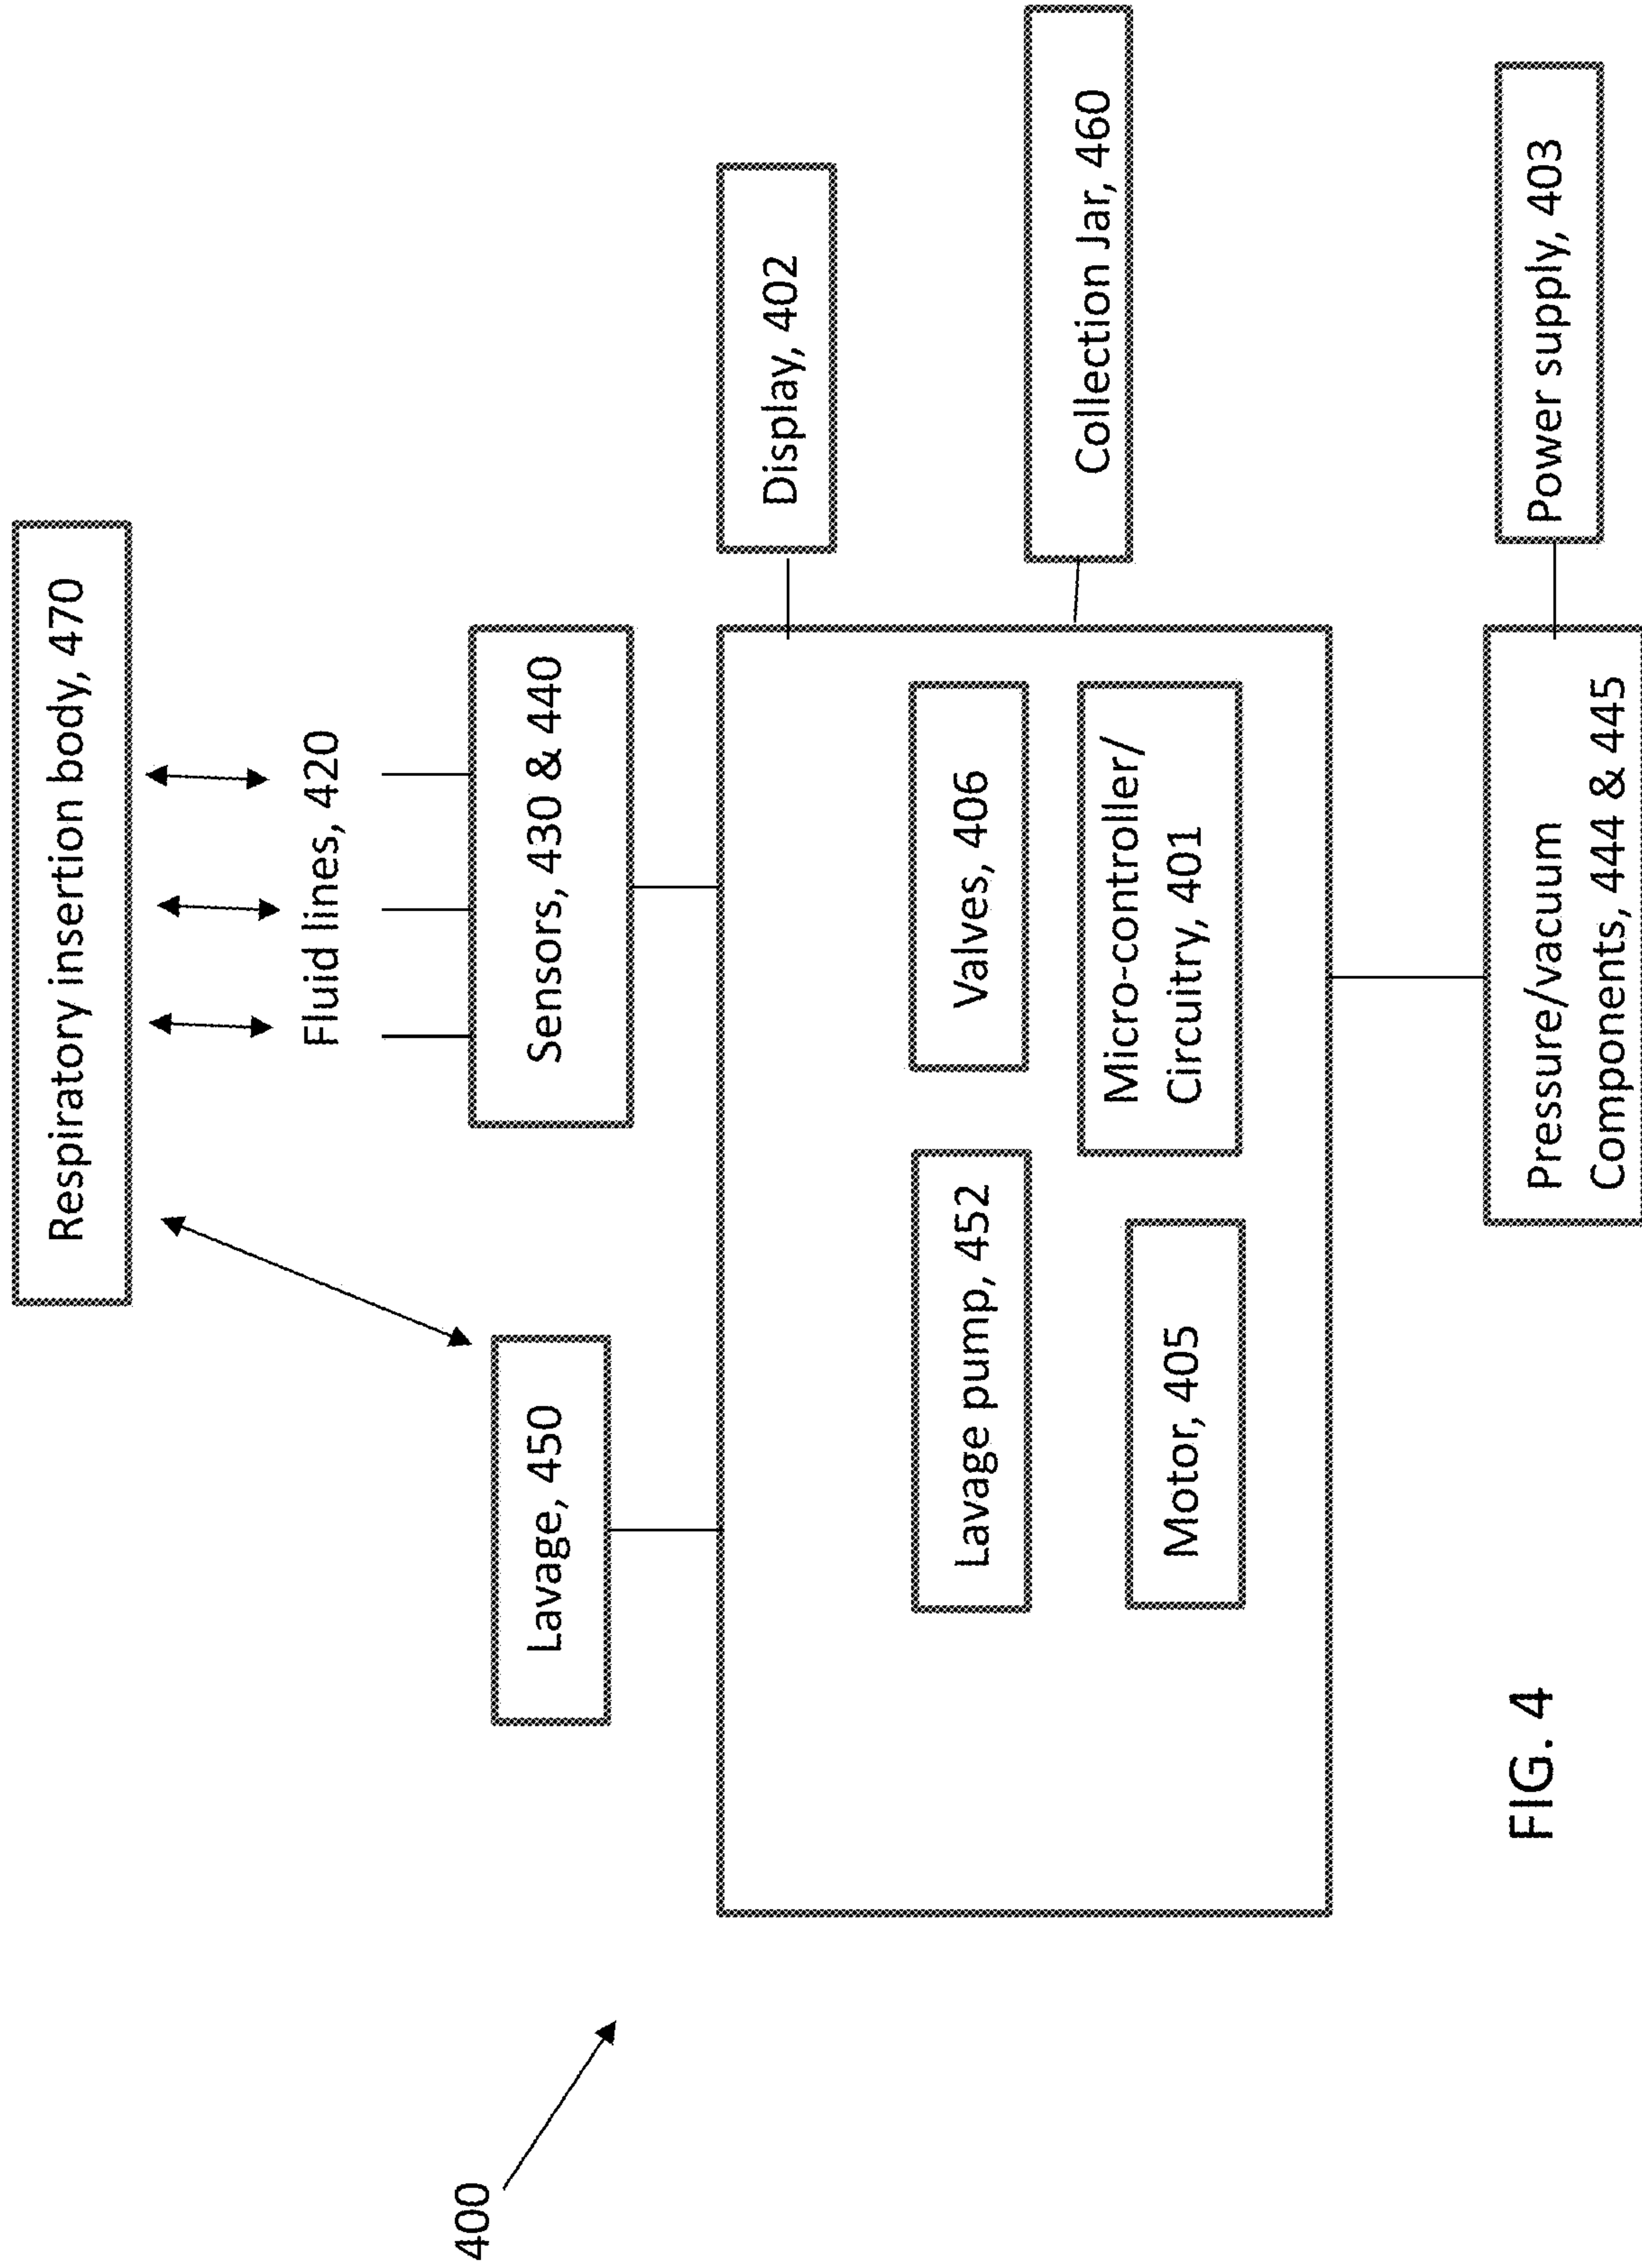 Respiratory insertion body, 470
Fluid lines, 420
Lavage, 450
Sensors, 430 & 440
Display, 402
Lavage pump, 452
Valves, 406
Collection Jar, 460
Motor, 405
Micro-controller/
Circuitry, 401
Pressure/vacuum
Components, 444 & 445
Power supply, 403
400
FIG. 4